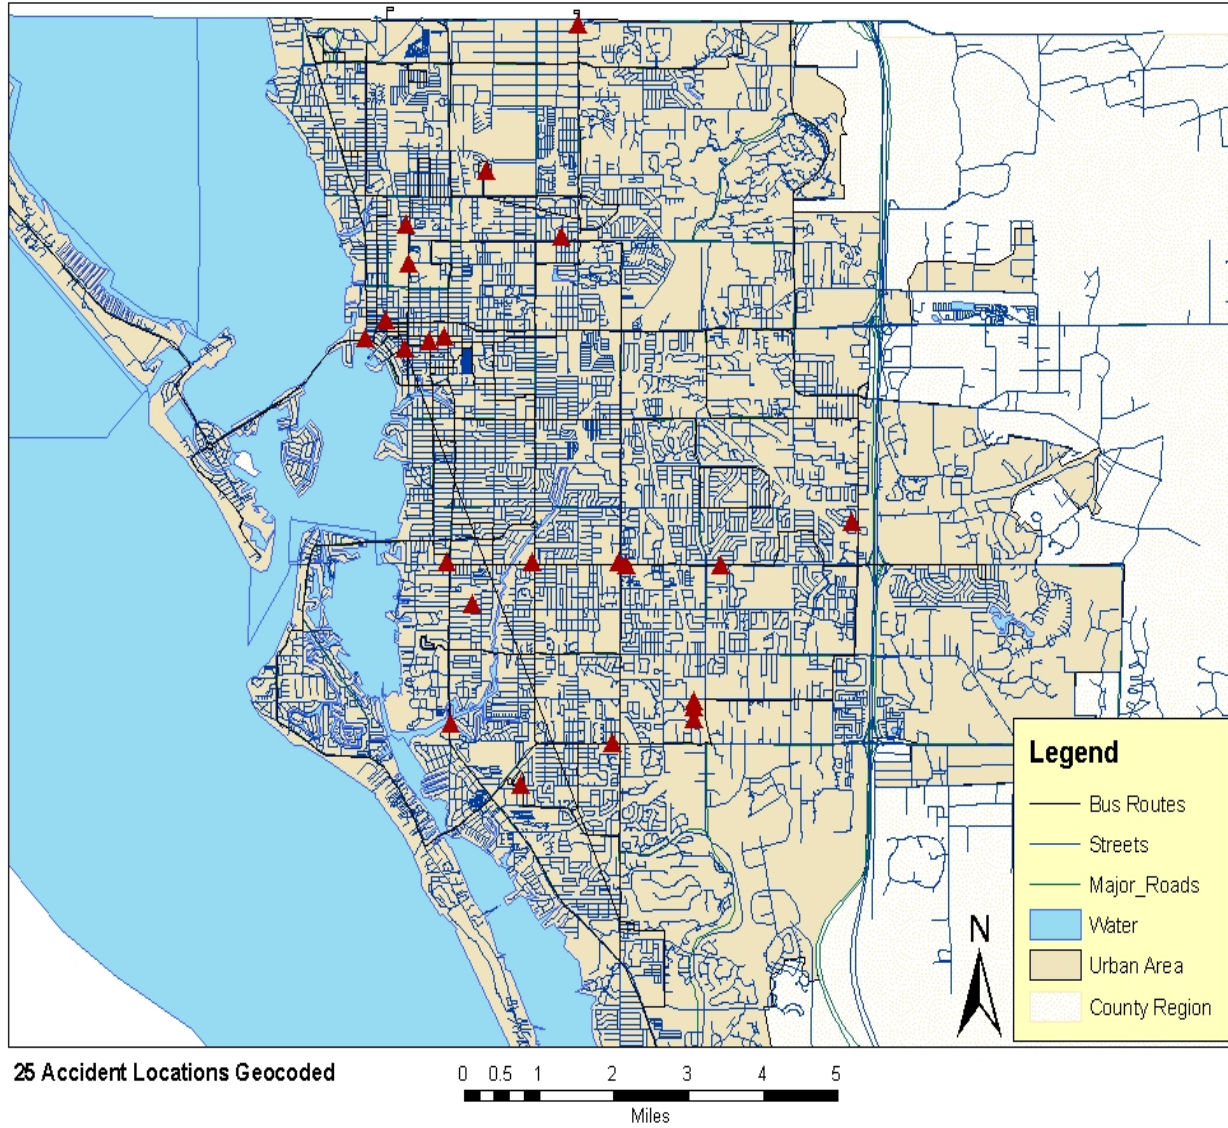 N
Legend
Bus Routes
Streets
Major_Roads
Water
Urban Area
County Region
25 Accident Locations Geocoded
0 0.5 1 2 3 4 5
Miles